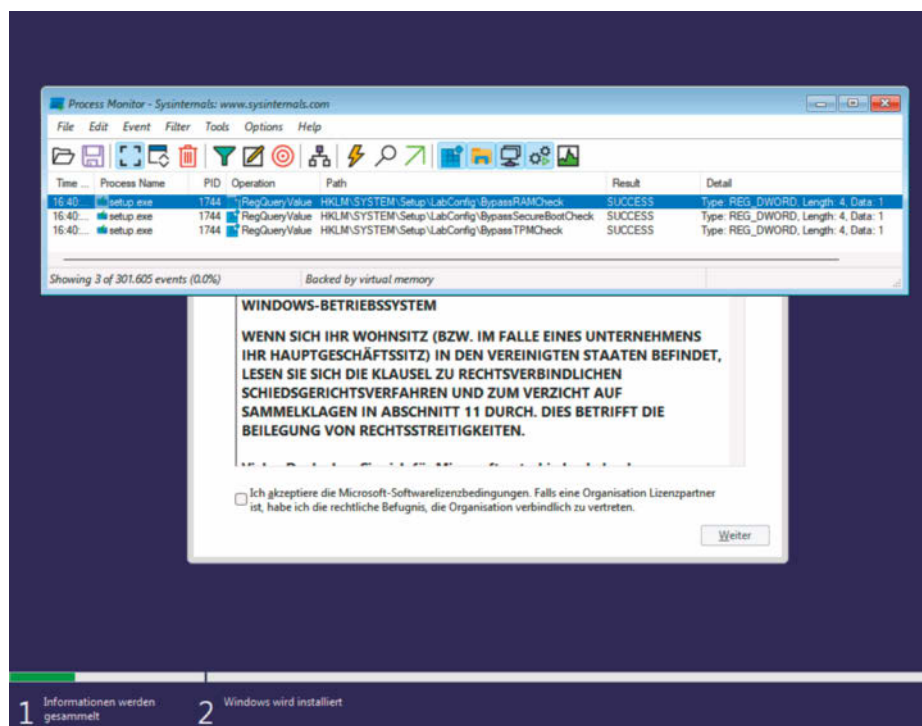 Process Monitor - Sysinternals: www.sysinternals.com
File Edit Event Filter Tools Options Help
Time ... Process Name PID Operation Path Result Detail
16:40:... setup.exe 1744 RegQueryValue HKLM\SYSTEM\Setup\LabConfig\BypassRAMCheck SUCCESS Type: REG_DWORD, Length: 4, Data: 1
16:40:... setup.exe 1744 RegQueryValue HKLM\SYSTEM\Setup\LabConfig\BypassSecureBootCheck SUCCESS Type: REG_DWORD, Length: 4, Data: 1
16:40:... setup.exe 1744 RegQueryValue HKLM\SYSTEM\Setup\LabConfig\BypassTPMCheck SUCCESS Type: REG_DWORD, Length: 4, Data: 1
Showing 3 of 301.605 events (0.0%) Backed by virtual memory
WINDOWS-BETRIEBSSYSTEM
WENN SICH IHR WOHNSITZ (BZW. IM FALLE EINES UNTERNEHMENS
IHR HAUPTGESCHÄFTSSITZ) IN DEN VEREINIGTEN STAATEN BEFINDET,
LESEN SIE SICH DIE KLAUSEL ZU RECHTSVERBINDLICHEN
SCHIEDSGERICHTSVERFAHREN UND ZUM VERZICHT AUF
SAMMELKLAGEN IN ABSCHNITT 11 DURCH. DIES BETRIFFT DIE
BEILEGUNG VON RECHTSSTREITIGKEITEN.
Ich akzeptiere die Microsoft-Softwarelizenzbedingungen. Falls eine Organisation Lizenzpartner
ist, habe ich die rechtliche Befugnis, die Organisation verbindlich zu vertreten.
Weiter
1 Informationen werden
gesammelt
2 Windows wird installiert